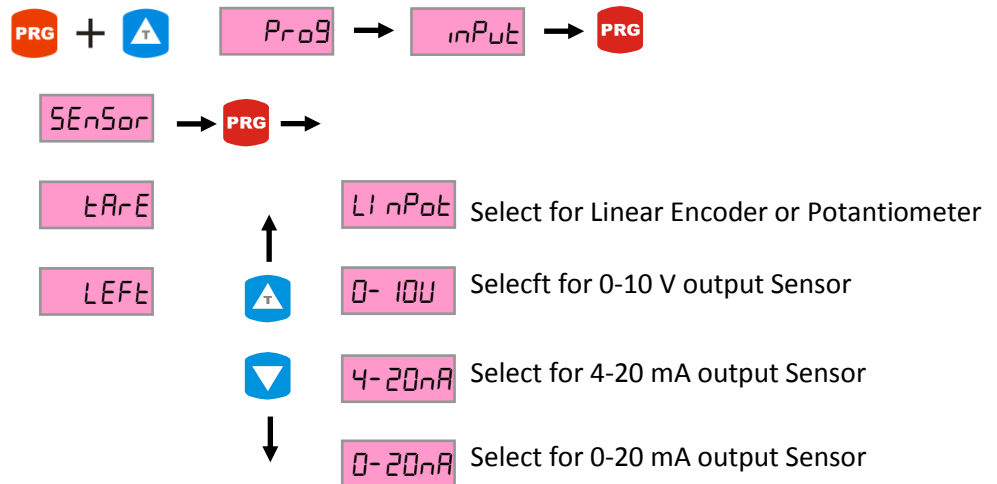 PRG + T Prog inPut PRG
SEnSor PRG
tArE LInPot Select for Linear Encoder or Potantiometer
LEFt T 0-10U Selecft for 0-10 V output Sensor
4-20nA Select for 4-20 mA output Sensor
0-20nA Select for 0-20 mA output Sensor